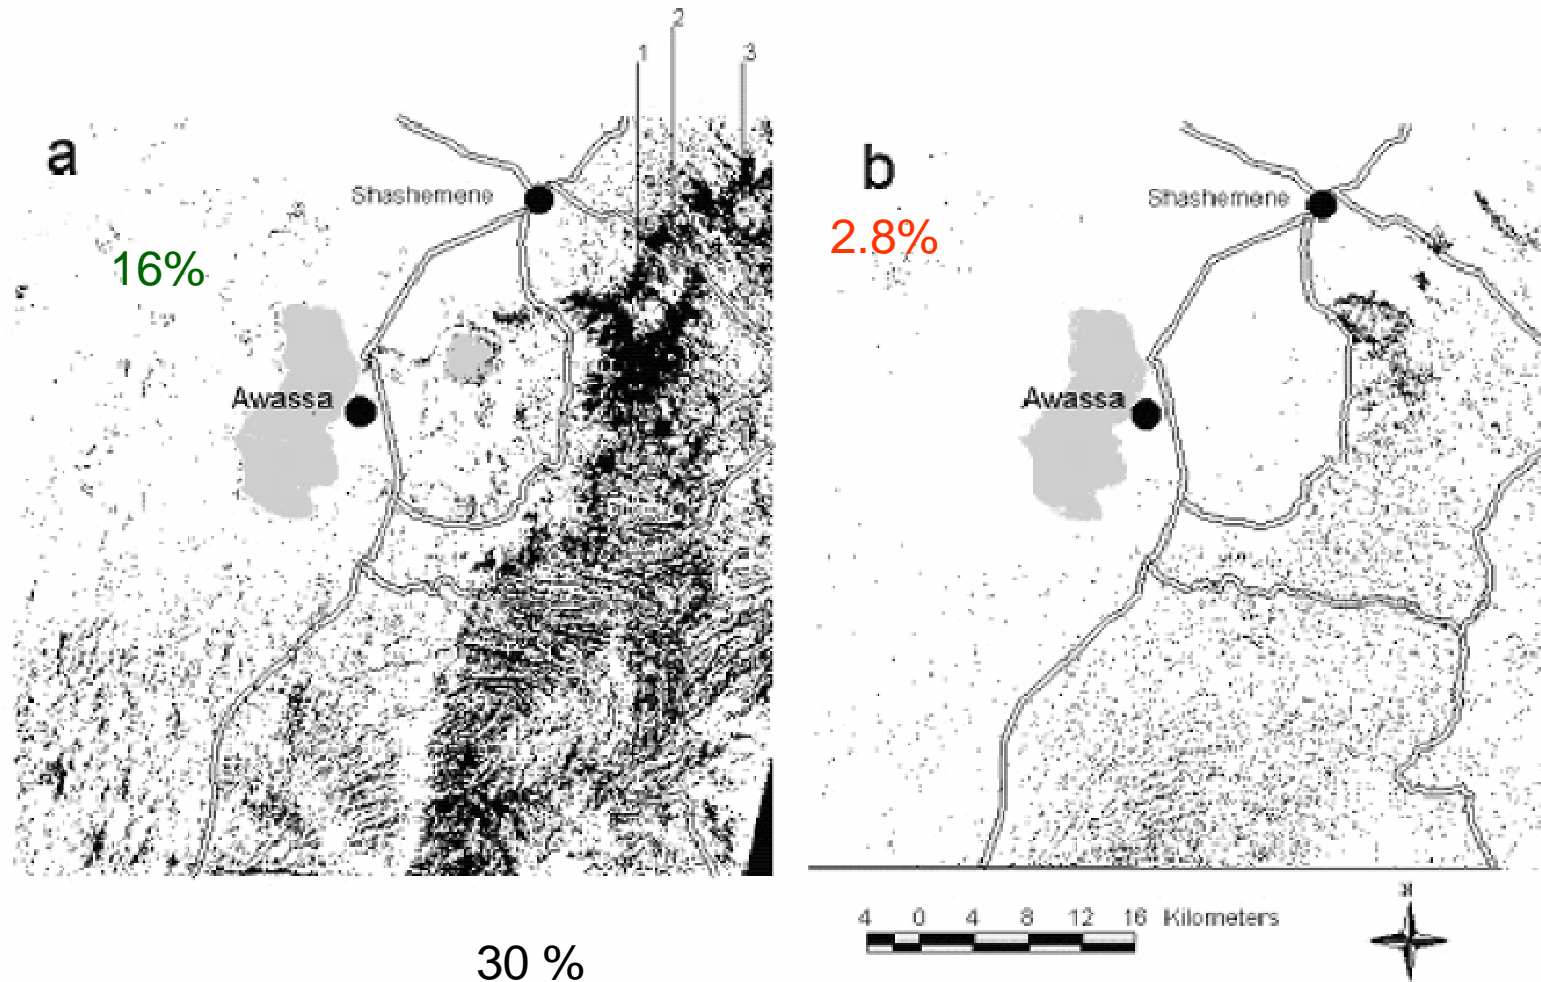 2
1
3
a
b
Shashemene
Shashemene
16%
2.8%
Awassa
Awassa
4 0 4 8 12 16 Kilometers
30 %